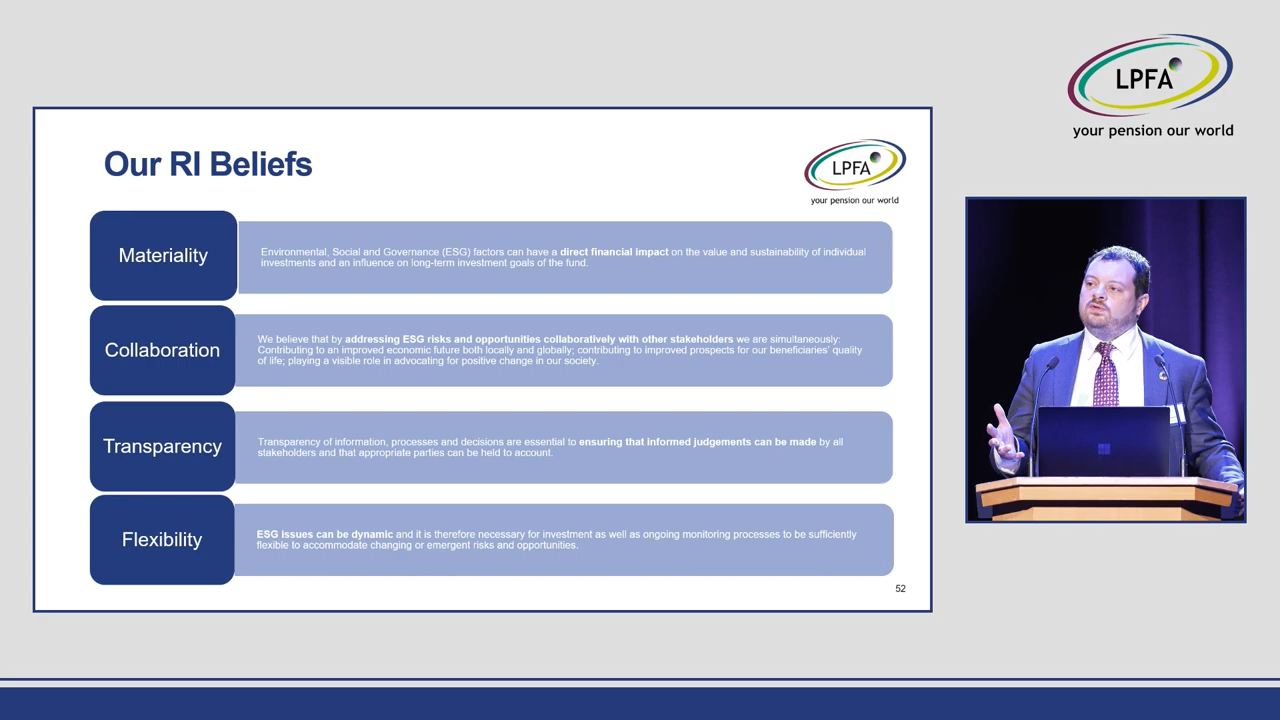 LPFA
your pension our world
Our RI Beliefs
LPFA
your pension our world
Materiality
Environmental, Social and Governance (ESG) factors can have a direct financial impact on the value and sustainability of individual
investments and an influence on long-term investment goals of the fund.
Collaboration
We believe that by addressing ESG risks and opportunities collaboratively with other stakeholders we are simultaneously:
Contributing to an improved economic future both locally and globally; contributing to improved prospects for our beneficiaries' quality
of life; playing a visible role in advocating for positive change in our society.
Transparency
Transparency of information, processes and decisions are essential to ensuring that informed judgements can be made by all
stakeholders and that appropriate parties can be held to account.
Flexibility
ESG issues can be dynamic and it is therefore necessary for investment as well as ongoing monitoring processes to be sufficiently
flexible to accommodate changing or emergent risks and opportunities.
52